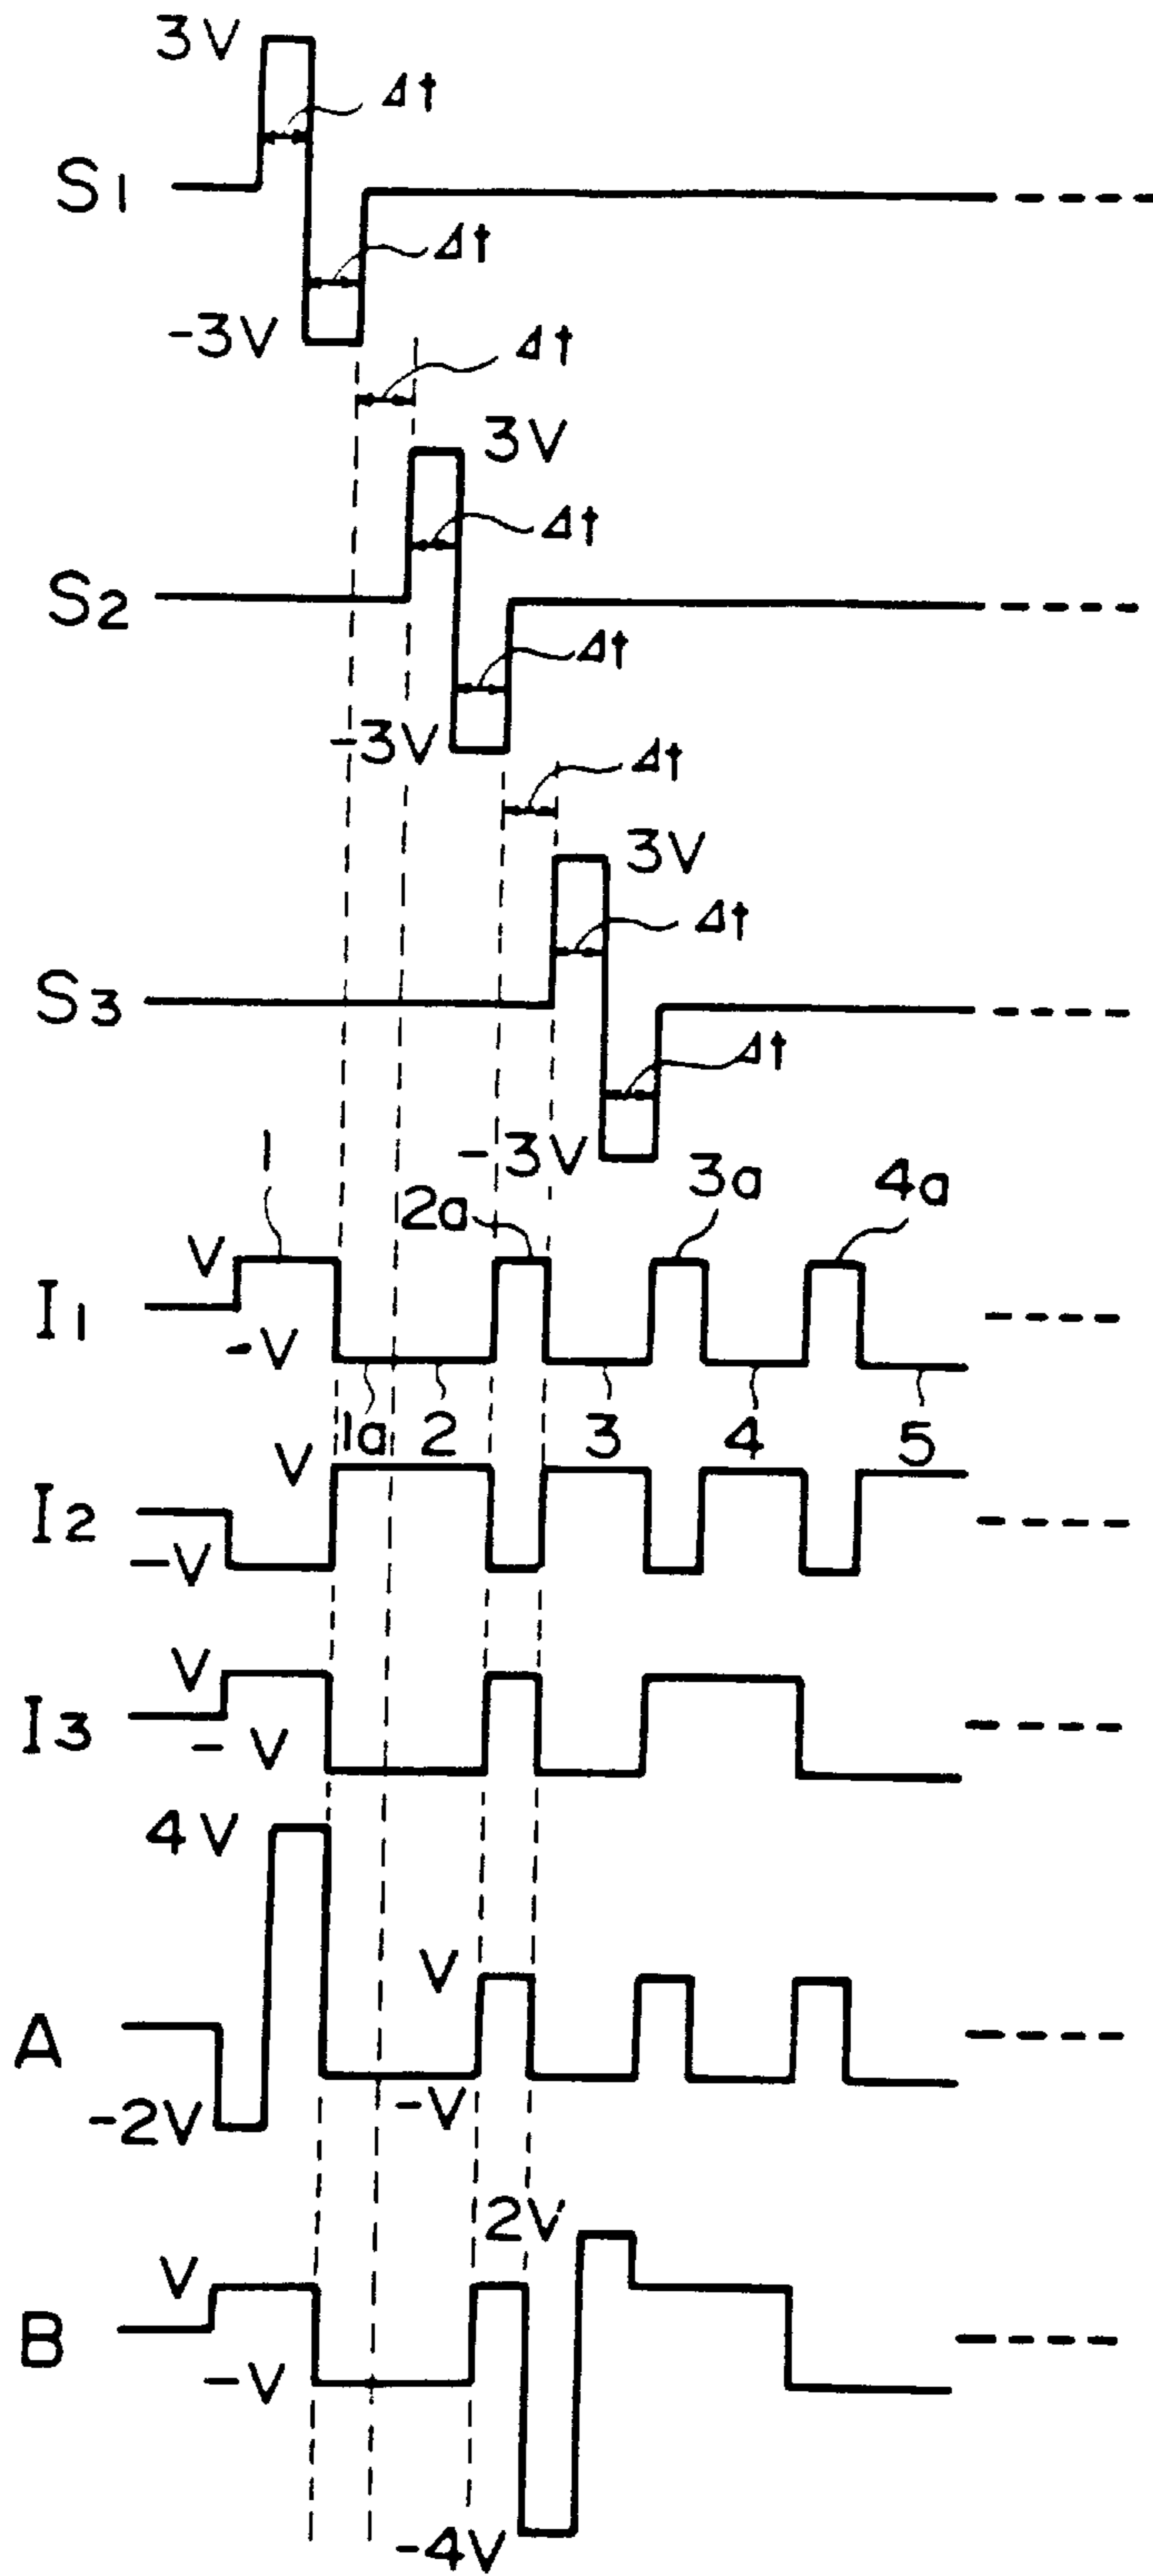 3V
Δt
S1
Δt
-3V
Δt
3V
Δt
S2
Δt
-3V
Δt
3V
Δt
S3
Δt
-3V
1
2a
3a
4a
V
I1
-V
1a 2 3 4 5
V
I2
-V
V
I3
-V
4V
V
A
-2V
-V
2V
V
B
-V
-4V